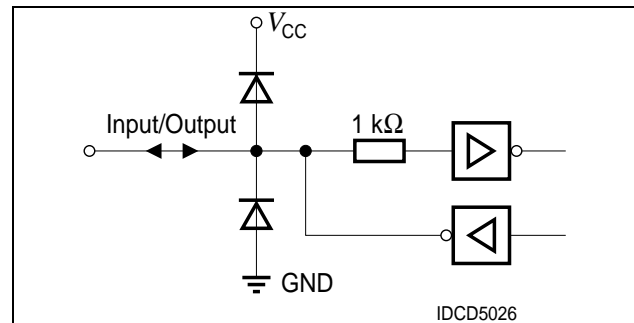 VCC
Input/Output
1 kΩ
GND
IDCD5026